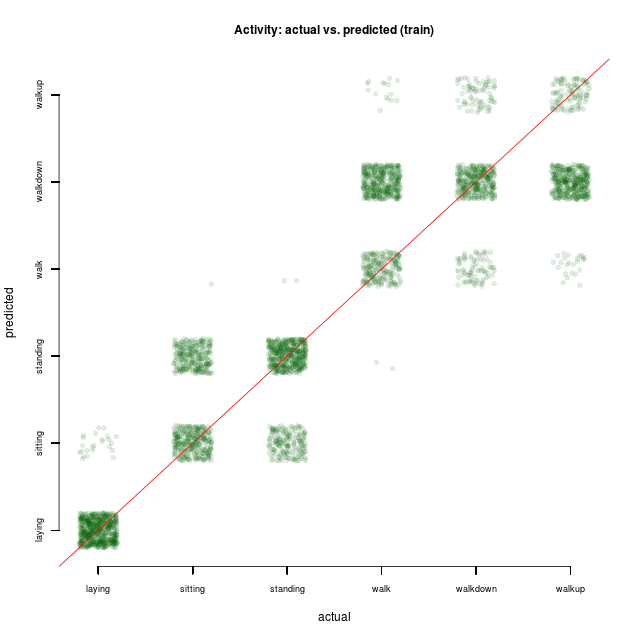 Activity: actual vs. predicted (train)
predicted
walkup
walkdown
walk
standing
sitting
laying
laying sitting standing walk walkdown walkup
actual